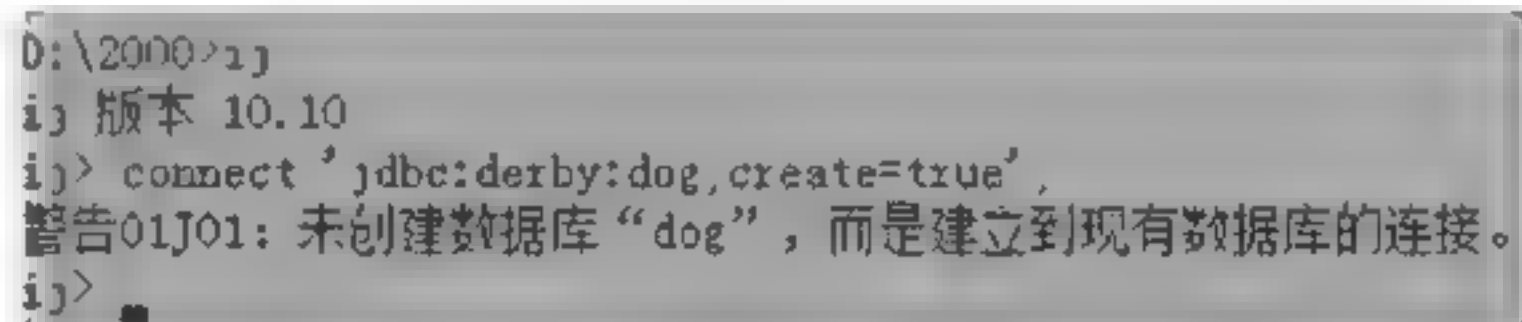 D:\2000>ij
ij 版本 10.10
ij> connect 'jdbc:derby:dog;create=true';
警告01J01: 未创建数据库“dog”，而是建立到现有数据库的连接。
ij>